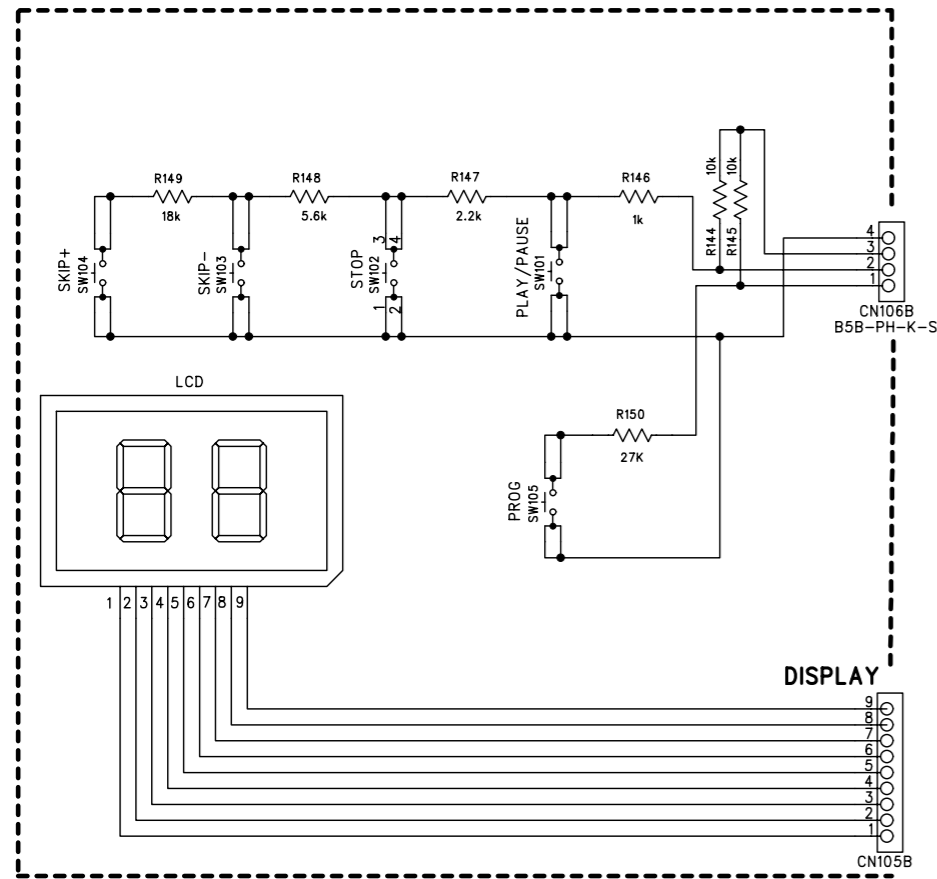 R149
18k
R148
5.6k
R147
2.2k
R146
1k
10k
10k
R144
R145
SKIP+
SW104
SKIP-
SW103
STOP
SW102
3
4
1
2
PLAY/PAUSE
SW101
4
3
2
1
CN106B
B5B-PH-K-S
LCD
R150
27K
PROG
SW105
1 2 3 4 5 6 7 8 9
DISPLAY
9
8
7
6
5
4
3
2
1
CN105B